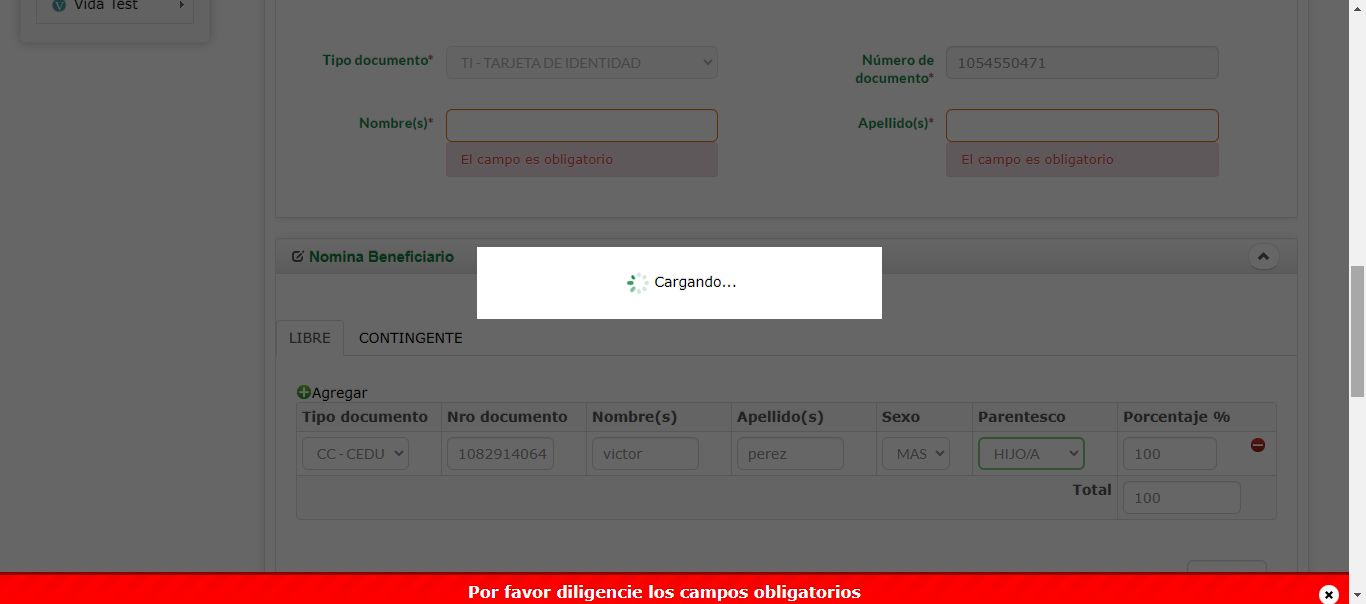 Vida Test
Tipo documento* TI - TARJETA DE IDENTIDAD Número de documento* 1054550471
Nombre(s)* Apellido(s)*
El campo es obligatorio El campo es obligatorio
Nomina Beneficiario
Cargando...
LIBRE CONTINGENTE
Agregar
Tipo documento Nro documento Nombre(s) Apellido(s) Sexo Parentesco Porcentaje %
CC - CEDU 1082914064 victor perez MAS HIJO/A 100
Total 100
Por favor diligencie los campos obligatorios